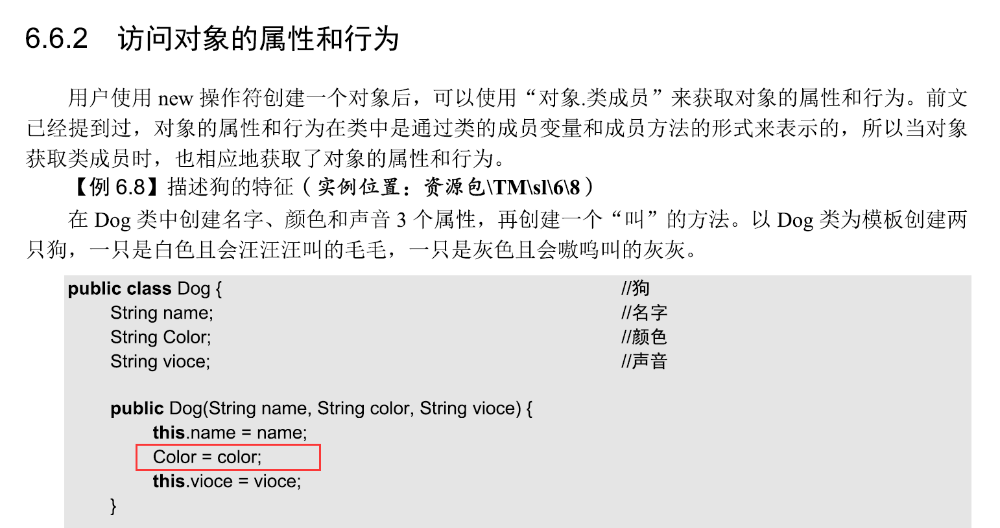 6.6.2 访问对象的属性和行为
用户使用 new 操作符创建一个对象后，可以使用“对象.类成员”来获取对象的属性和行为。前文
已经提到过，对象的属性和行为在类中是通过类的成员变量和成员方法的形式来表示的，所以当对象
获取类成员时，也相应地获取了对象的属性和行为。
【例 6.8】描述狗的特征（实例位置：资源包\TM\sl\6\8）
在 Dog 类中创建名字、颜色和声音 3 个属性，再创建一个“叫”的方法。以 Dog 类为模板创建两
只狗，一只是白色且会汪汪汪叫的毛毛，一只是灰色且会嗷呜叫的灰灰。
public class Dog { //狗
String name; //名字
String Color; //颜色
String vioce; //声音
public Dog(String name, String color, String vioce) {
this.name = name;
Color = color;
this.vioce = vioce;
}